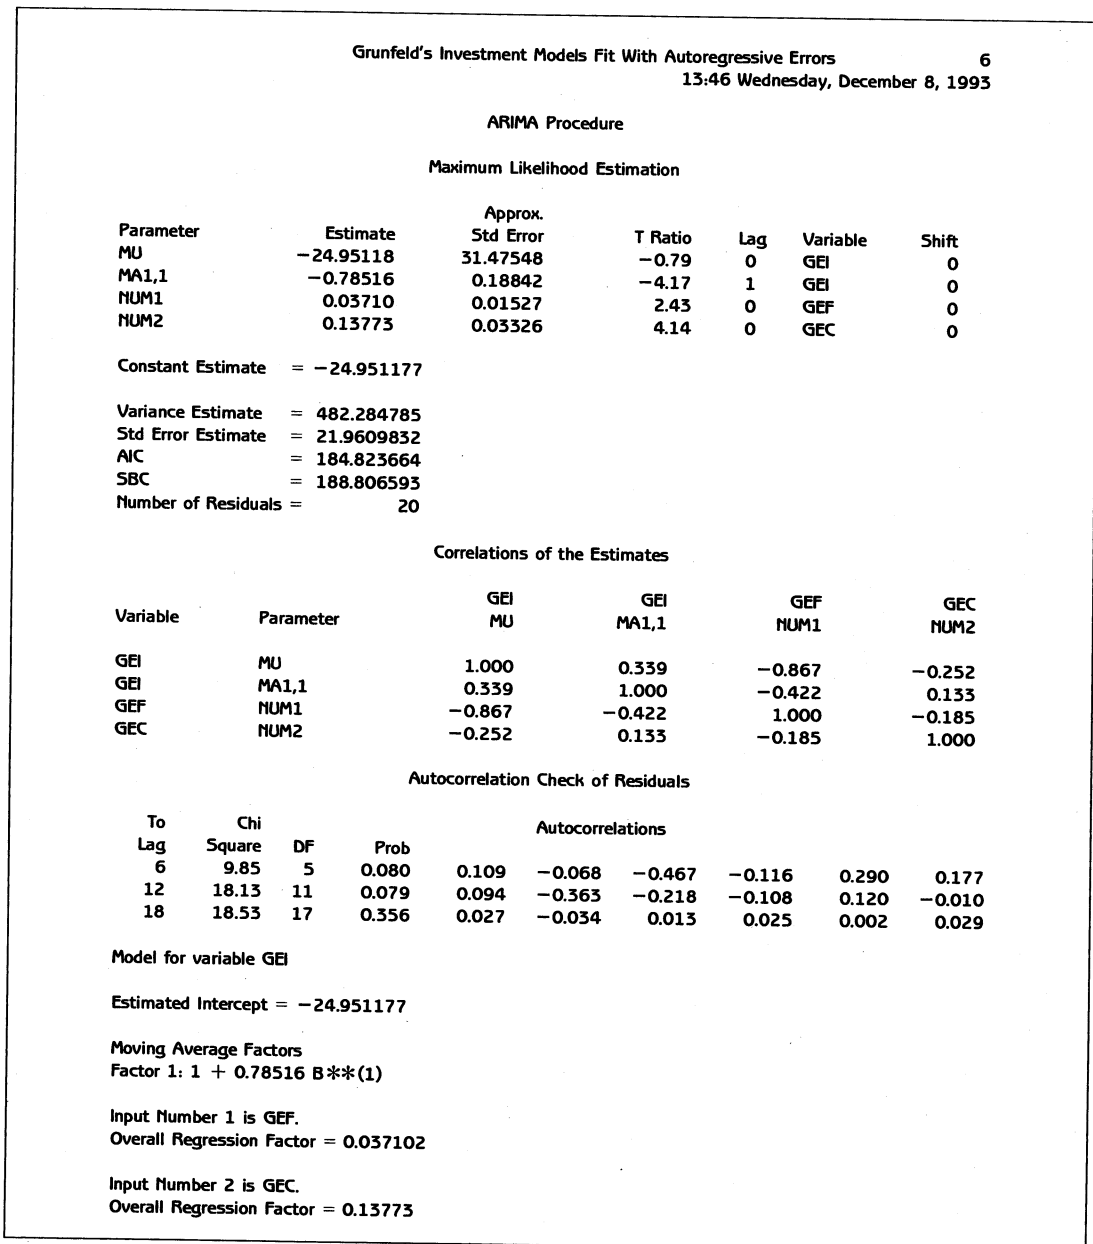 Grunfeld's Investment Models Fit With Autoregressive Errors 6
13:46 Wednesday, December 8, 1993
ARIMA Procedure
Maximum Likelihood Estimation
Approx.
Parameter Estimate Std Error T Ratio Lag Variable Shift
MU −24.95118 31.47548 −0.79 0 GEI 0
MA1,1 −0.78516 0.18842 −4.17 1 GEI 0
NUM1 0.03710 0.01527 2.43 0 GEF 0
NUM2 0.13773 0.03326 4.14 0 GEC 0
Constant Estimate = −24.951177
Variance Estimate = 482.284785
Std Error Estimate = 21.9609832
AIC = 184.823664
SBC = 188.806593
Number of Residuals = 20
Correlations of the Estimates
GEI GEI GEF GEC
Variable Parameter MU MA1,1 NUM1 NUM2
GEI MU 1.000 0.339 −0.867 −0.252
GEI MA1,1 0.339 1.000 −0.422 0.133
GEF NUM1 −0.867 −0.422 1.000 −0.185
GEC NUM2 −0.252 0.133 −0.185 1.000
Autocorrelation Check of Residuals
To Chi Autocorrelations
Lag Square DF Prob
6 9.85 5 0.080 0.109 −0.068 −0.467 −0.116 0.290 0.177
12 18.13 11 0.079 0.094 −0.363 −0.218 −0.108 0.120 −0.010
18 18.53 17 0.356 0.027 −0.034 0.013 0.025 0.002 0.029
Model for variable GEI
Estimated Intercept = −24.951177
Moving Average Factors
Factor 1: 1 + 0.78516 B**(1)
Input Number 1 is GEF.
Overall Regression Factor = 0.037102
Input Number 2 is GEC.
Overall Regression Factor = 0.13773